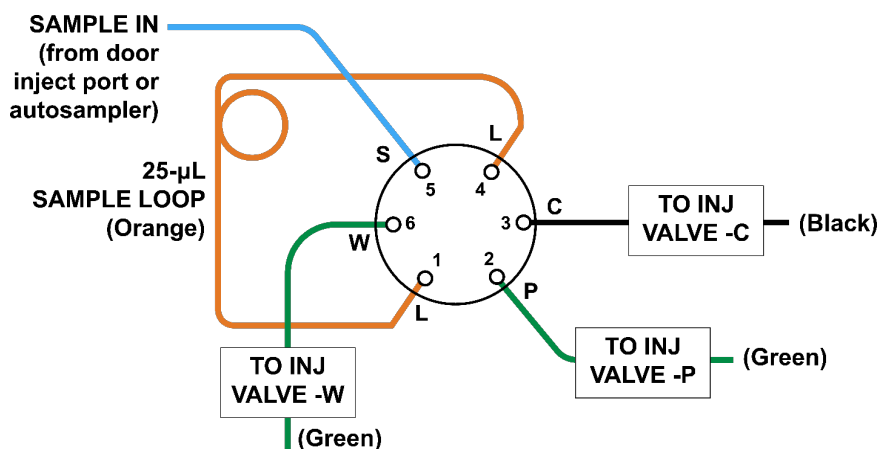 SAMPLE IN
(from door
inject port or
autosampler)
25-µL
SAMPLE LOOP
(Orange)
S
L
5
4
6
W
3
C
1
2
L
P
TO INJ
VALVE -C
(Black)
TO INJ
VALVE -P
(Green)
TO INJ
VALVE -W
(Green)